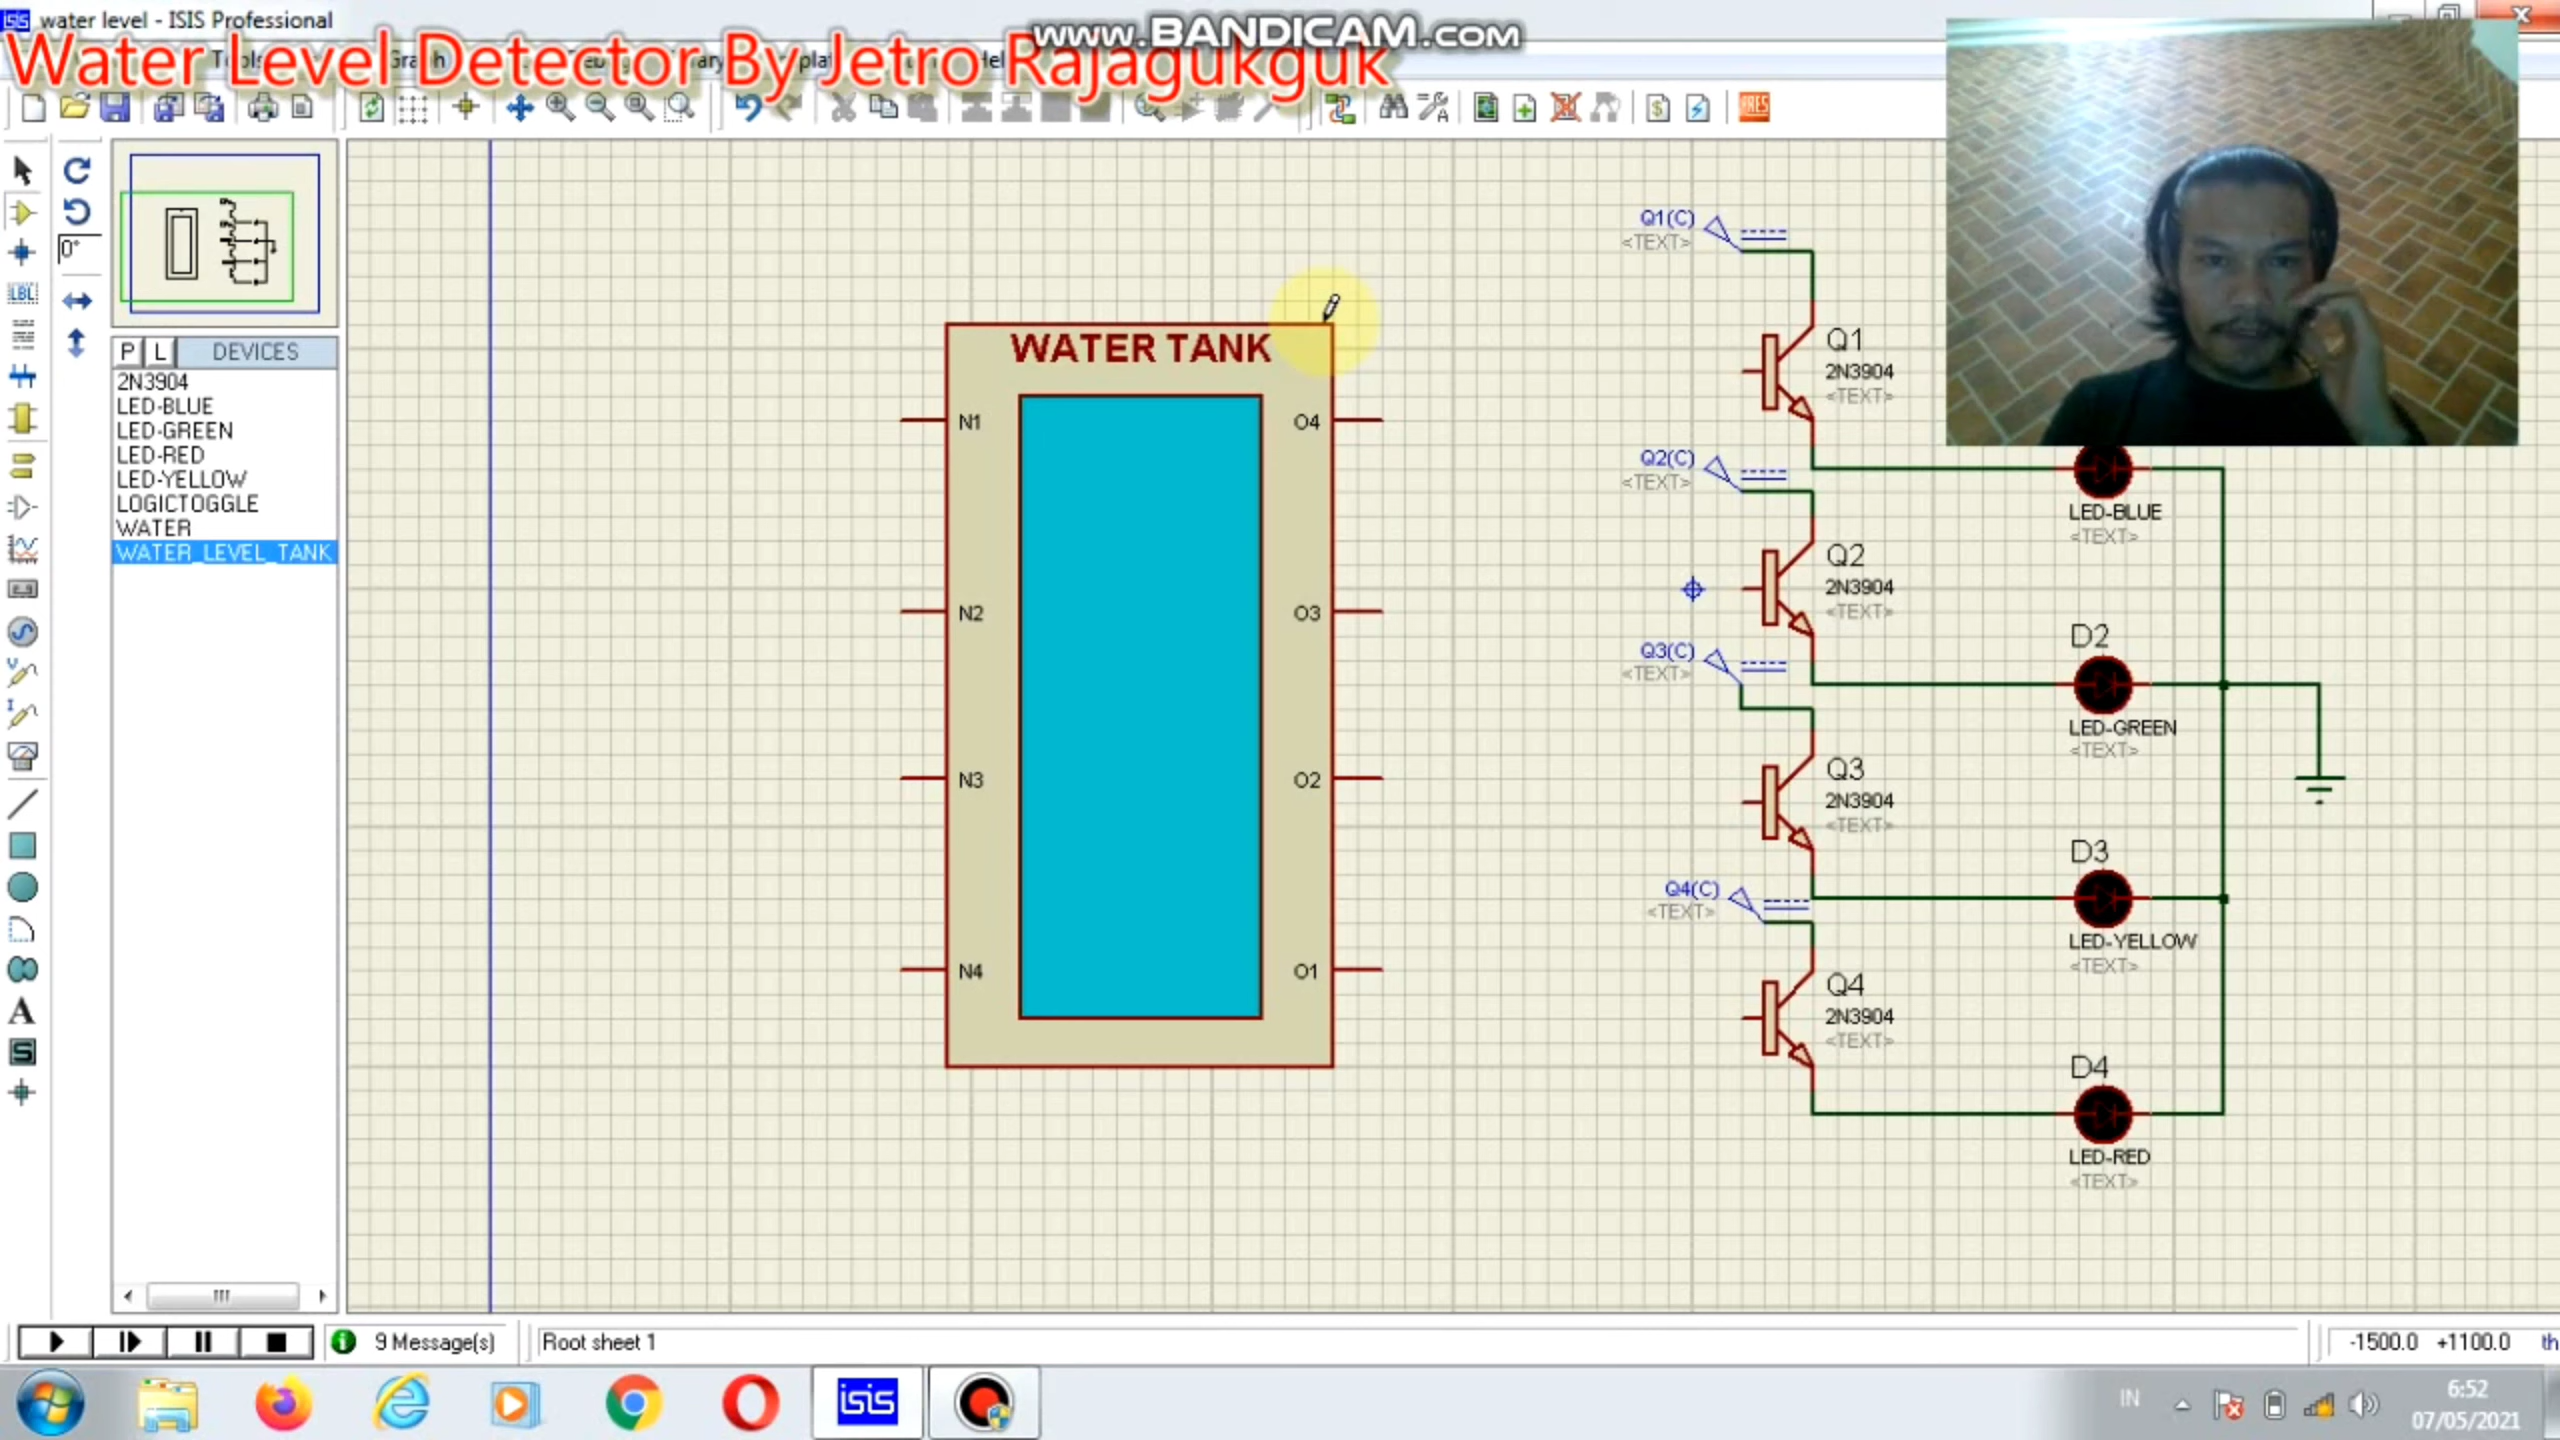 water level - ISIS Professional
www.BANDICAM.com
Water Level Detector By Jetro Rajagukguk
0°
LBL
P L DEVICES
2N3904
LED-BLUE
LED-GREEN
LED-RED
LED-YELLOW
LOGICTOGGLE
WATER
WATER_LEVEL_TANK
A
S
WATER TANK
N1
N2
N3
N4
O4
O3
O2
O1
Q1(C)
<TEXT>
Q1
2N3904
<TEXT>
Q2(C)
<TEXT>
LED-BLUE
<TEXT>
Q2
2N3904
<TEXT>
D2
Q3(C)
<TEXT>
LED-GREEN
<TEXT>
Q3
2N3904
<TEXT>
D3
Q4(C)
<TEXT>
LED-YELLOW
<TEXT>
Q4
2N3904
<TEXT>
D4
LED-RED
<TEXT>
9 Message(s)
Root sheet 1
-1500.0 +1100.0 th
isis
IN
6:52
07/05/2021